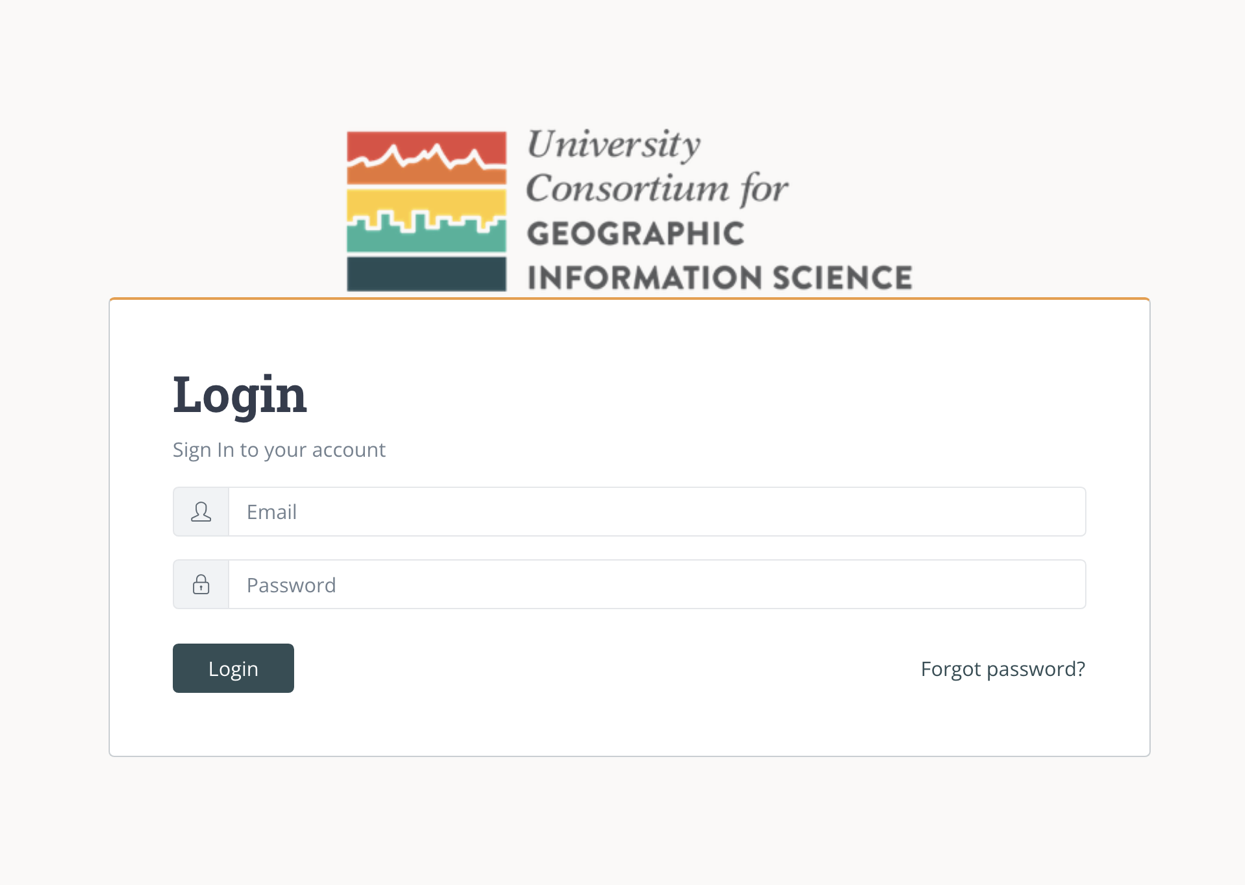 University
Consortium for
GEOGRAPHIC
INFORMATION SCIENCE
Login
Sign In to your account
Email
Password
Login
Forgot password?